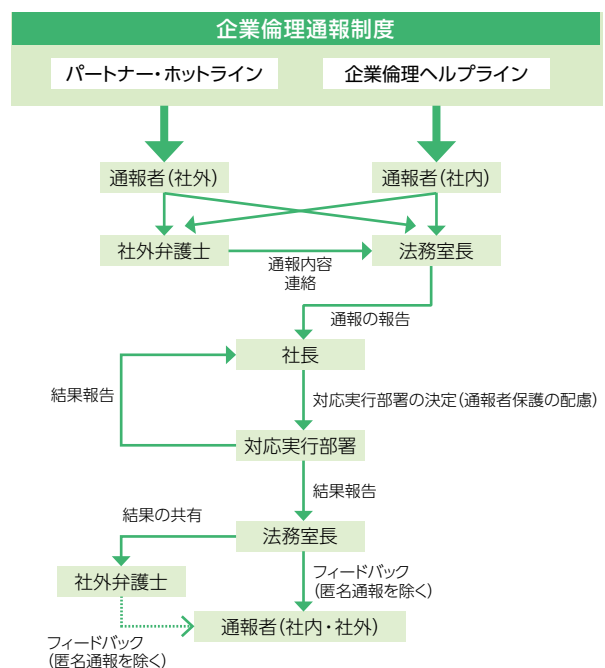 企業倫理通報制度
パートナー・ホットライン
企業倫理ヘルプライン
通報者(社外)
通報者(社内)
社外弁護士
通報内容
連絡
法務室長
通報の報告
社長
結果報告
対応実行部署の決定(通報者保護の配慮)
対応実行部署
結果報告
結果の共有
法務室長
社外弁護士
フィードバック
(匿名通報を除く)
通報者(社内・社外)
フィードバック
(匿名通報を除く)